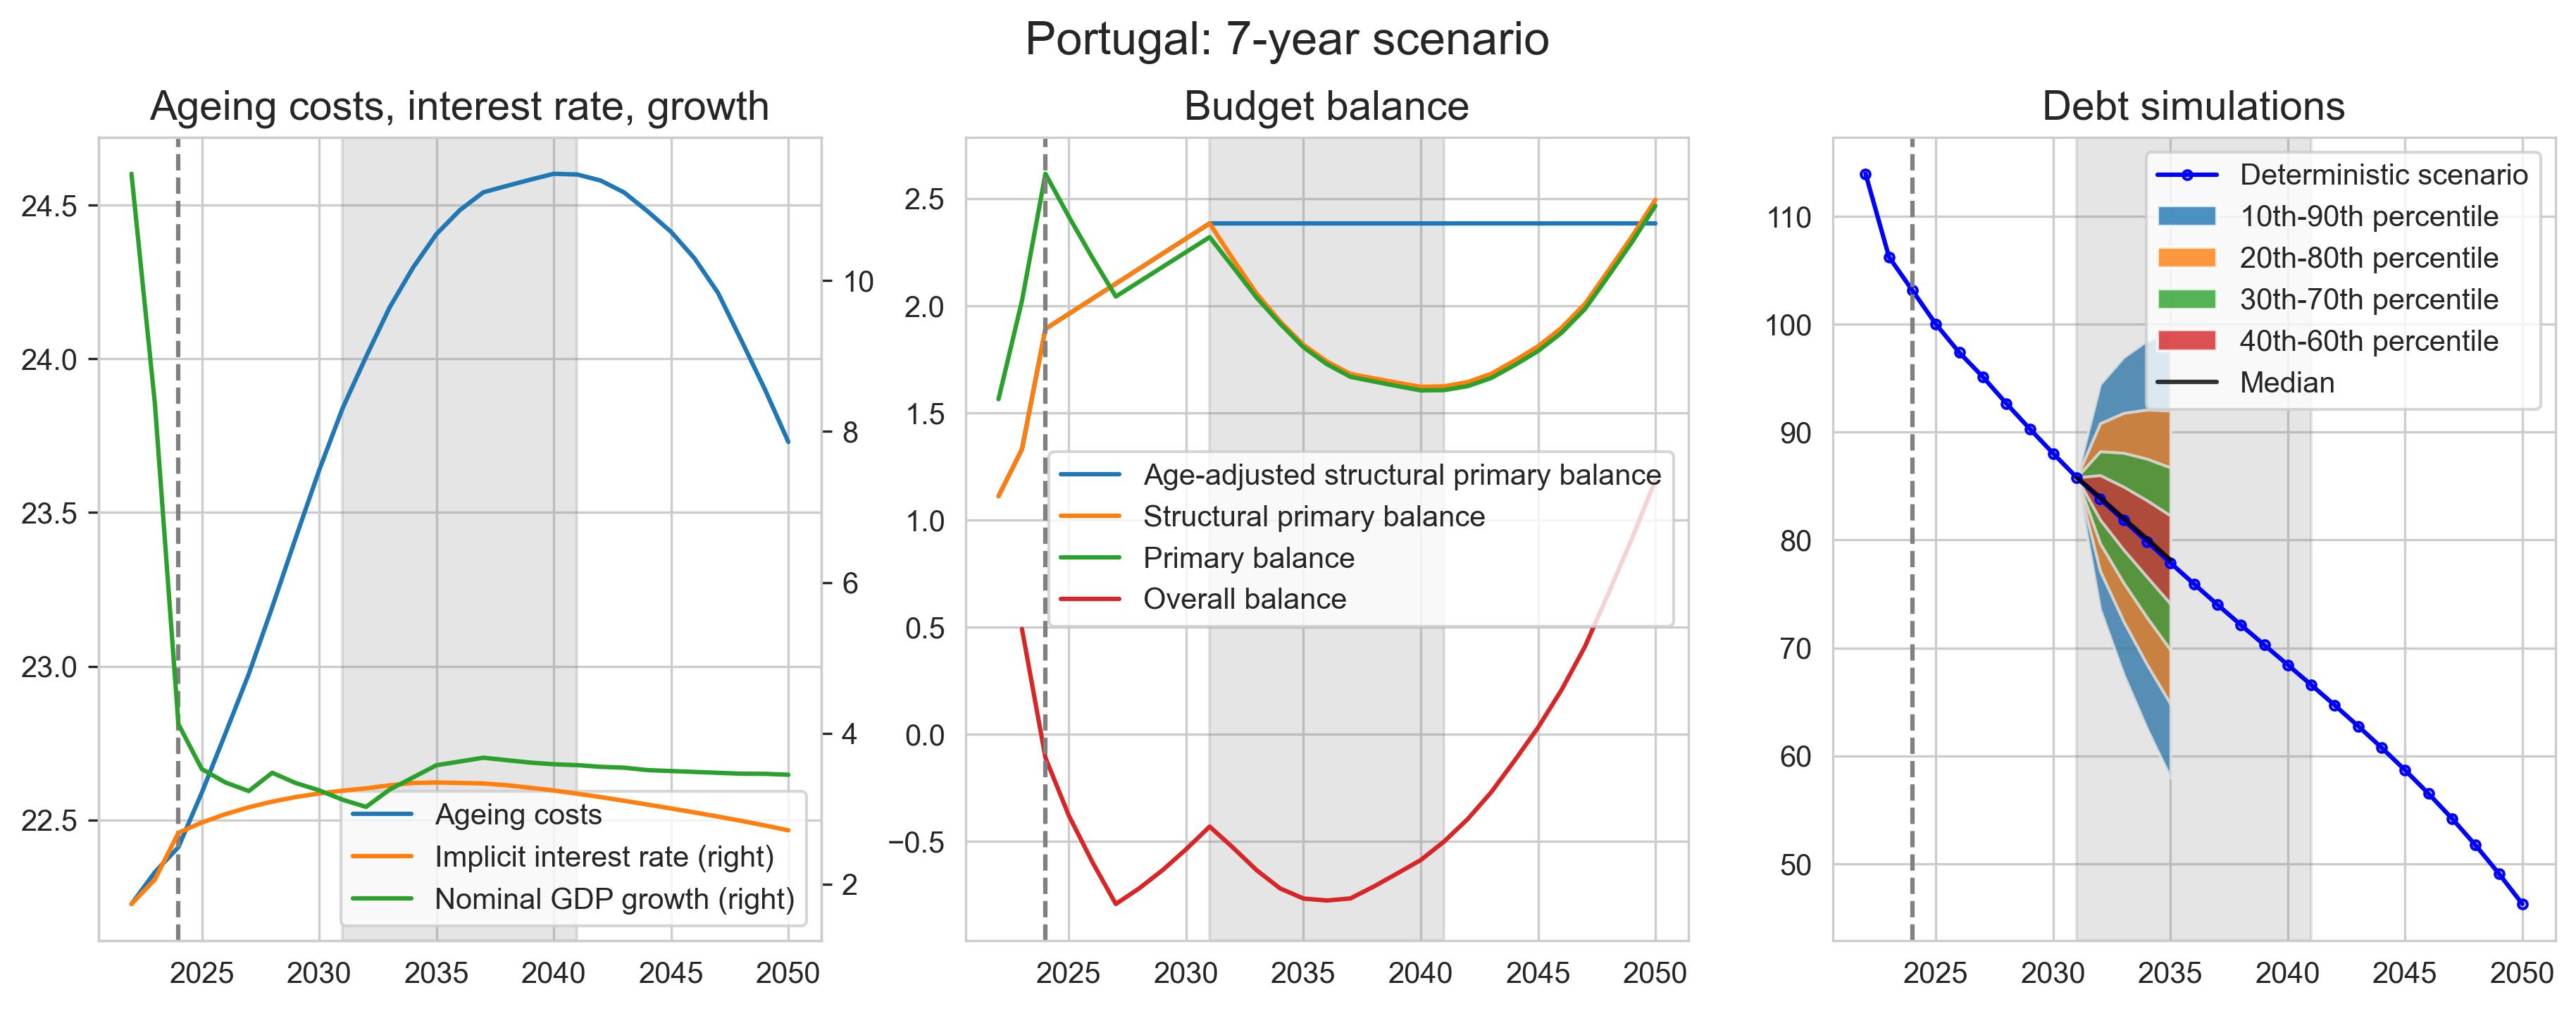 Portugal: 7-year scenario
Ageing costs, interest rate, growth
24.5
24.0
23.5
23.0
22.5
10
8
6
4
2
Ageing costs
Implicit interest rate (right)
Nominal GDP growth (right)
2025 2030 2035 2040 2045 2050
Budget balance
2.5
2.0
1.5
1.0
0.5
0.0
−0.5
Age-adjusted structural primary balance
Structural primary balance
Primary balance
Overall balance
2025 2030 2035 2040 2045 2050
Debt simulations
110
100
90
80
70
60
50
Deterministic scenario
10th-90th percentile
20th-80th percentile
30th-70th percentile
40th-60th percentile
Median
2025 2030 2035 2040 2045 2050